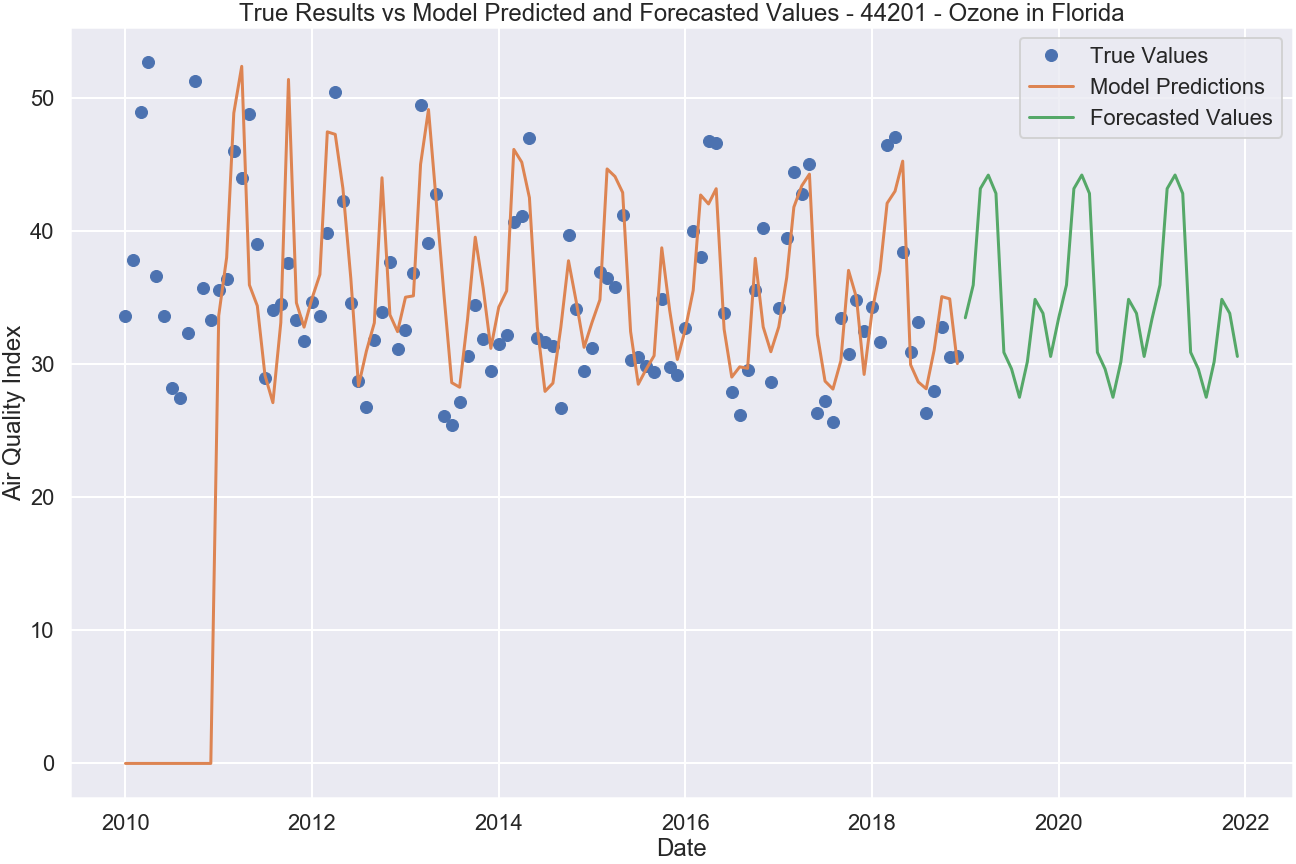 True Results vs Model Predicted and Forecasted Values - 44201 - Ozone in Florida
True Values
Model Predictions
Forecasted Values
Air Quality Index
50
40
30
20
10
0
2010 2012 2014 2016 2018 2020 2022
Date